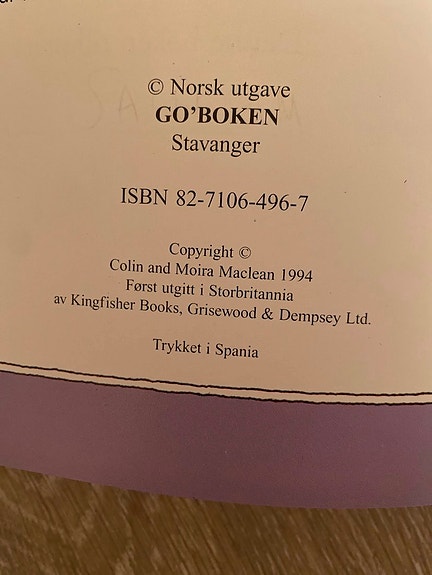 © Norsk utgave
GO'BOKEN
Stavanger
ISBN 82-7106-496-7
Copyright ©
Colin and Moira Maclean 1994
Først utgitt i Storbritannia
av Kingfisher Books, Grisewood & Dempsey Ltd.
Trykket i Spania